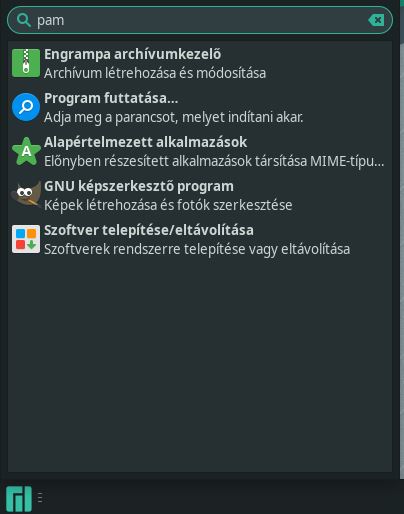 pam
Engrampa archívumkezelő
Archívum létrehozása és módosítása
Program futtatása...
Adja meg a parancsot, melyet indítani akar.
Alapértelmezett alkalmazások
Előnyben részesített alkalmazások társítása MIME-típu...
GNU képszerkesztő program
Képek létrehozása és fotók szerkesztése
Szoftver telepítése/eltávolítása
Szoftverek rendszerre telepítése vagy eltávolítása